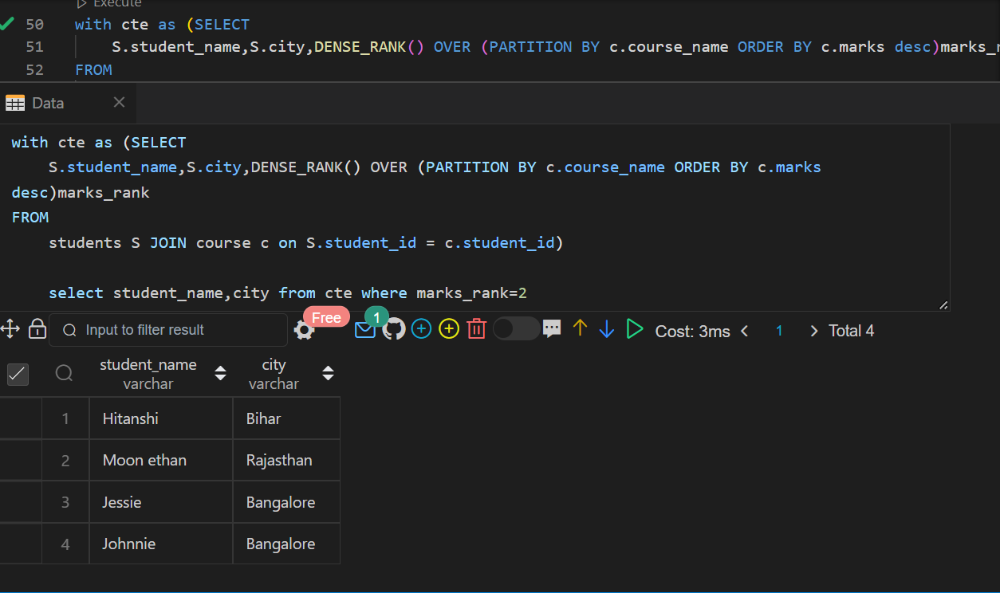 Execute
50 with cte as (SELECT
51 S.student_name,S.city,DENSE_RANK() OVER (PARTITION BY c.course_name ORDER BY c.marks desc)marks_r
52 FROM
Data
with cte as (SELECT
S.student_name,S.city,DENSE_RANK() OVER (PARTITION BY c.course_name ORDER BY c.marks
desc)marks_rank
FROM
students S JOIN course c on S.student_id = c.student_id)
select student_name,city from cte where marks_rank=2
Input to filter result Free 1 Cost: 3ms 1 Total 4
student_name city
varchar varchar
1 Hitanshi Bihar
2 Moon ethan Rajasthan
3 Jessie Bangalore
4 Johnnie Bangalore